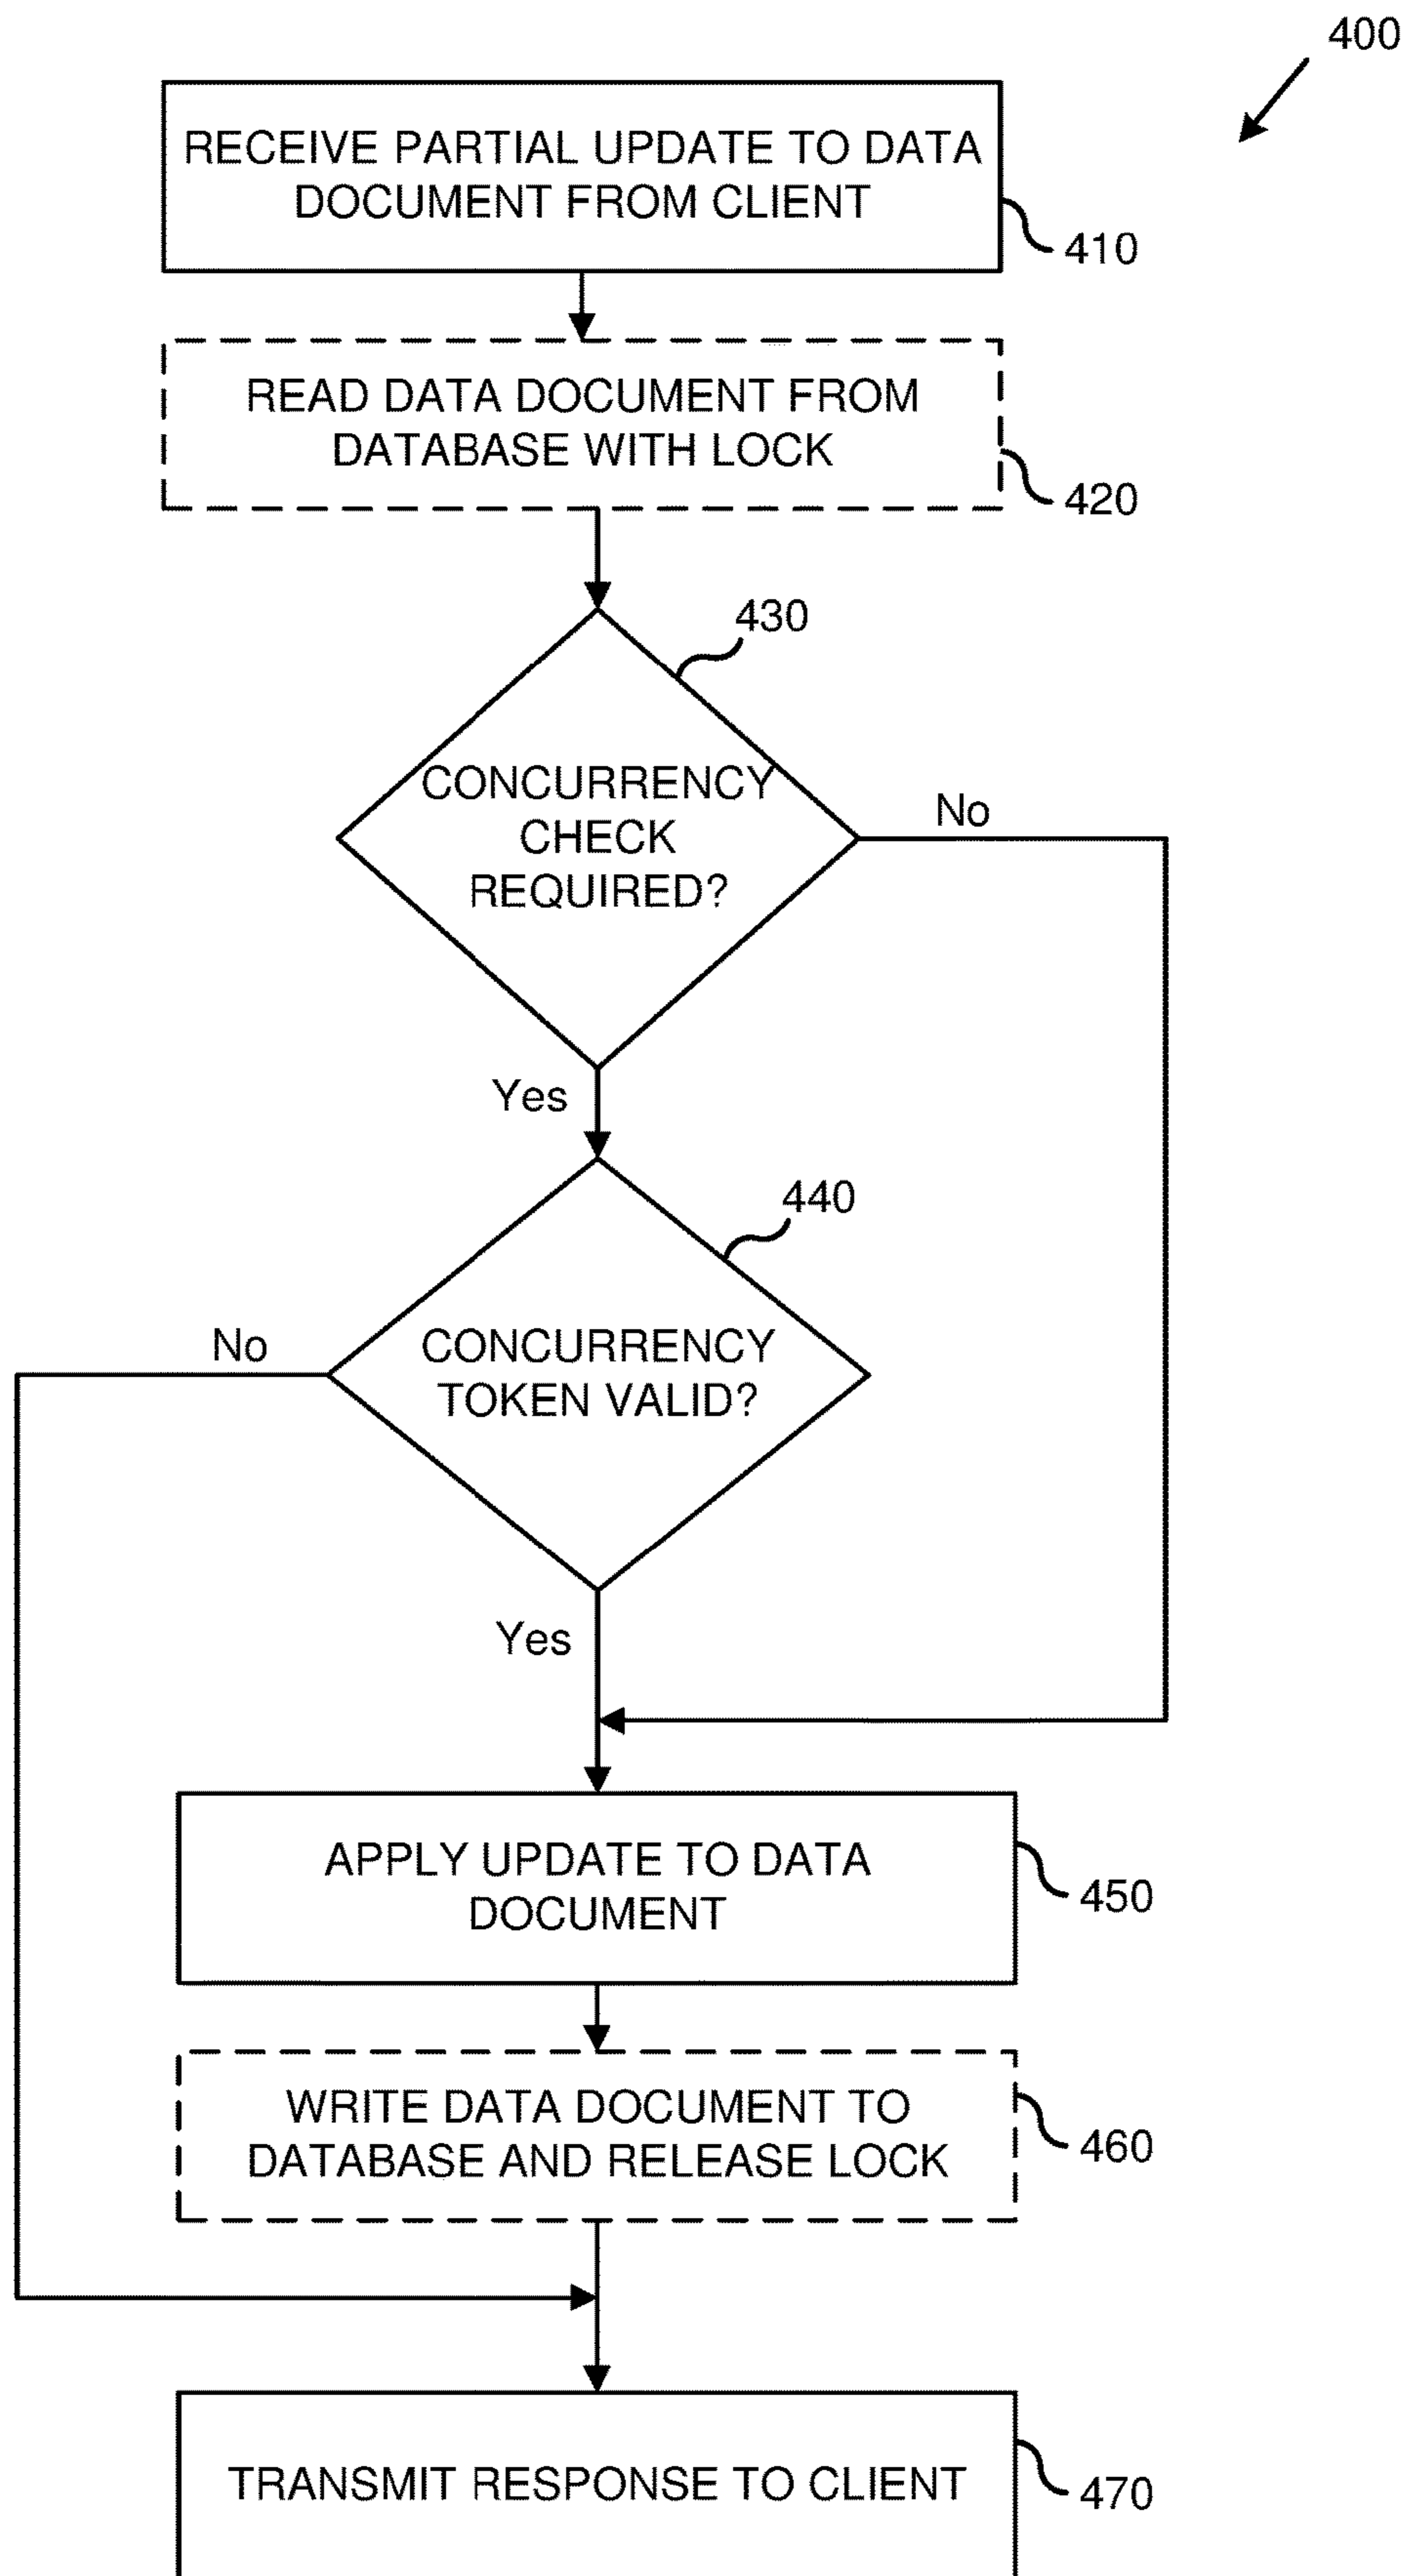 400
RECEIVE PARTIAL UPDATE TO DATA
DOCUMENT FROM CLIENT
410
READ DATA DOCUMENT FROM
DATABASE WITH LOCK
420
430
CONCURRENCY
CHECK
REQUIRED?
No
Yes
440
CONCURRENCY
TOKEN VALID?
No
Yes
APPLY UPDATE TO DATA
DOCUMENT
450
WRITE DATA DOCUMENT TO
DATABASE AND RELEASE LOCK
460
TRANSMIT RESPONSE TO CLIENT
470